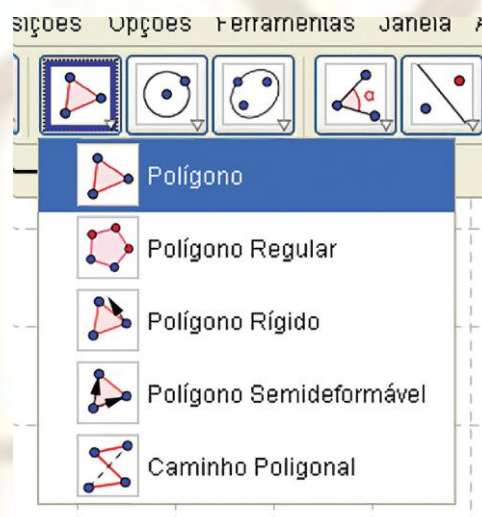 Opções Ferramentas Janela
α
Polígono
Polígono Regular
Polígono Rígido
Polígono Semideformável
Caminho Poligonal